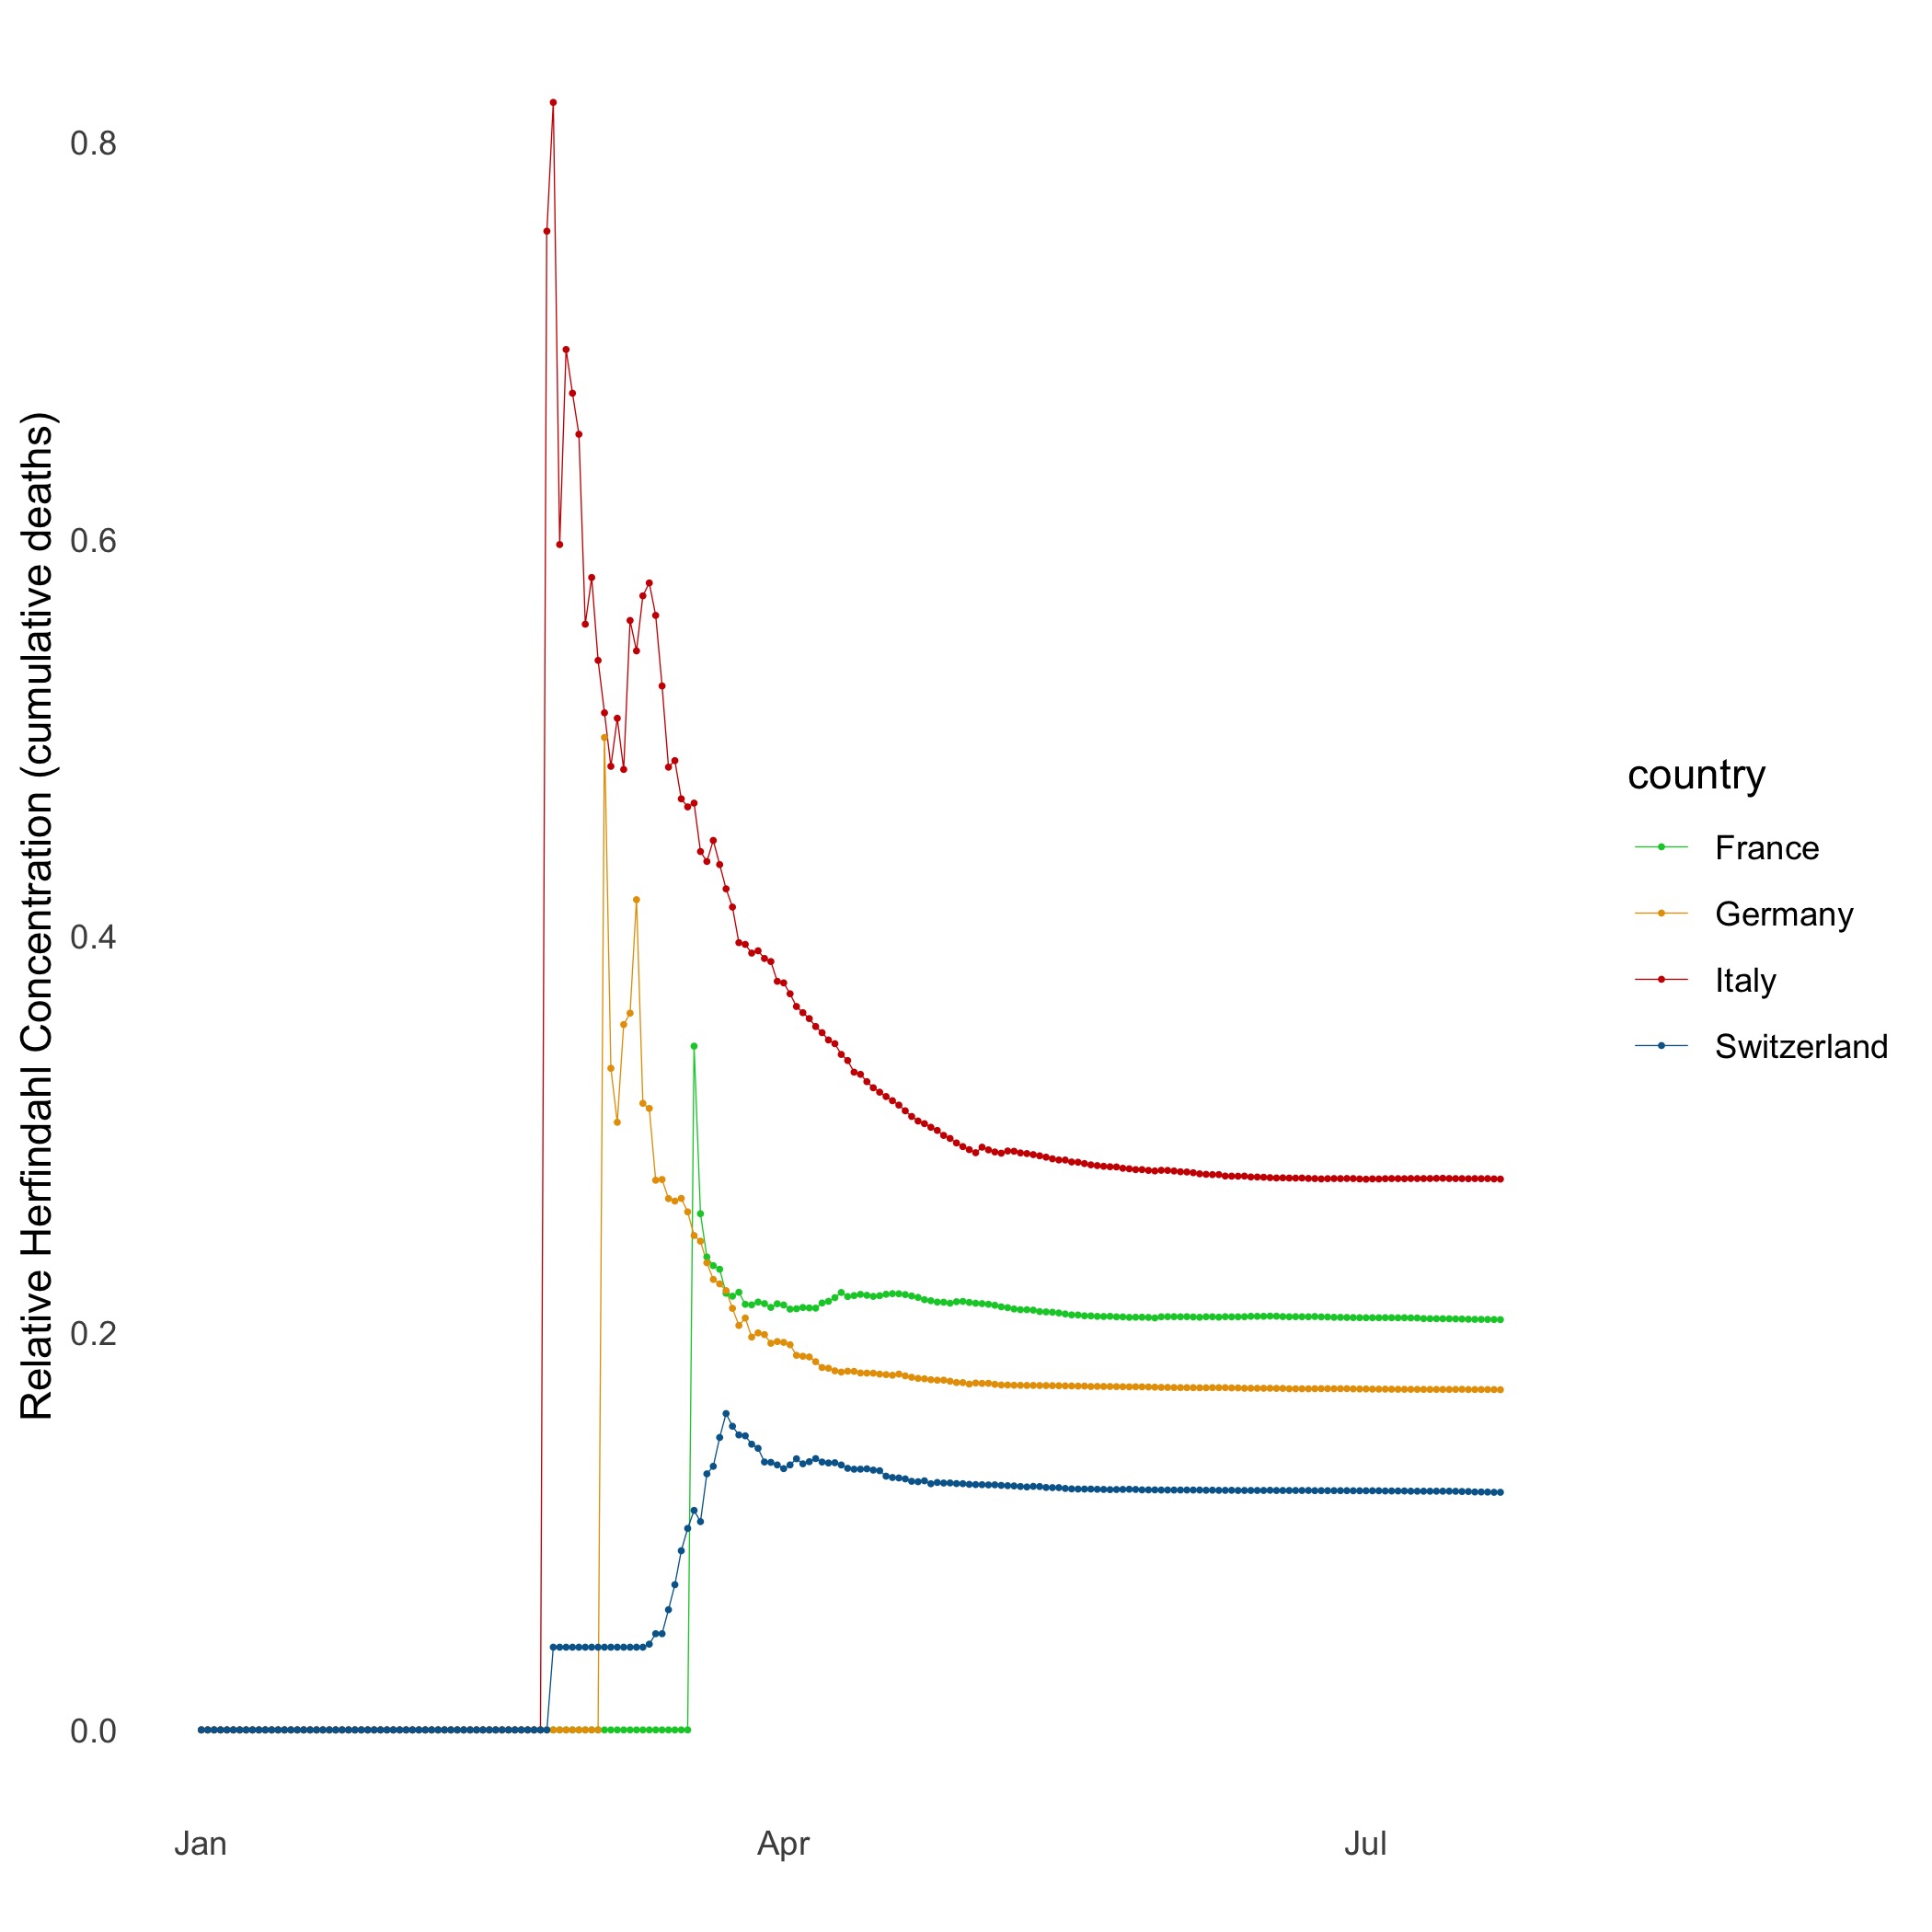 Relative Herfindahl Concentration (cumulative deaths)
0.8
0.6
0.4
0.2
0.0
Jan
Apr
Jul
country
France
Germany
Italy
Switzerland